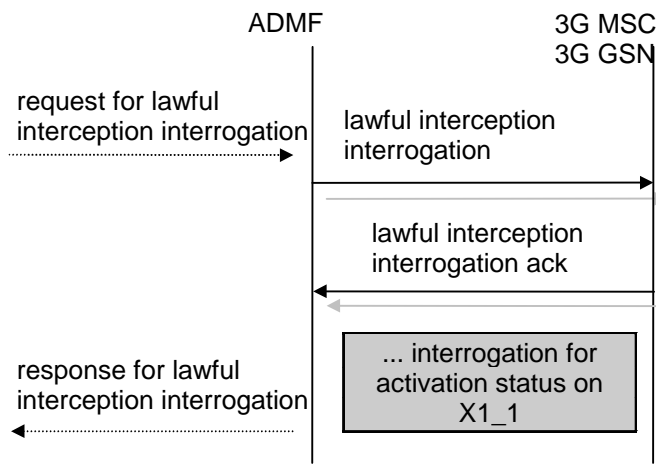 ADMF
3G MSC
3G GSN
request for lawful
interception interrogation
lawful interception
interrogation
lawful interception
interrogation ack
... interrogation for
activation status on
X1_1
response for lawful
interception interrogation